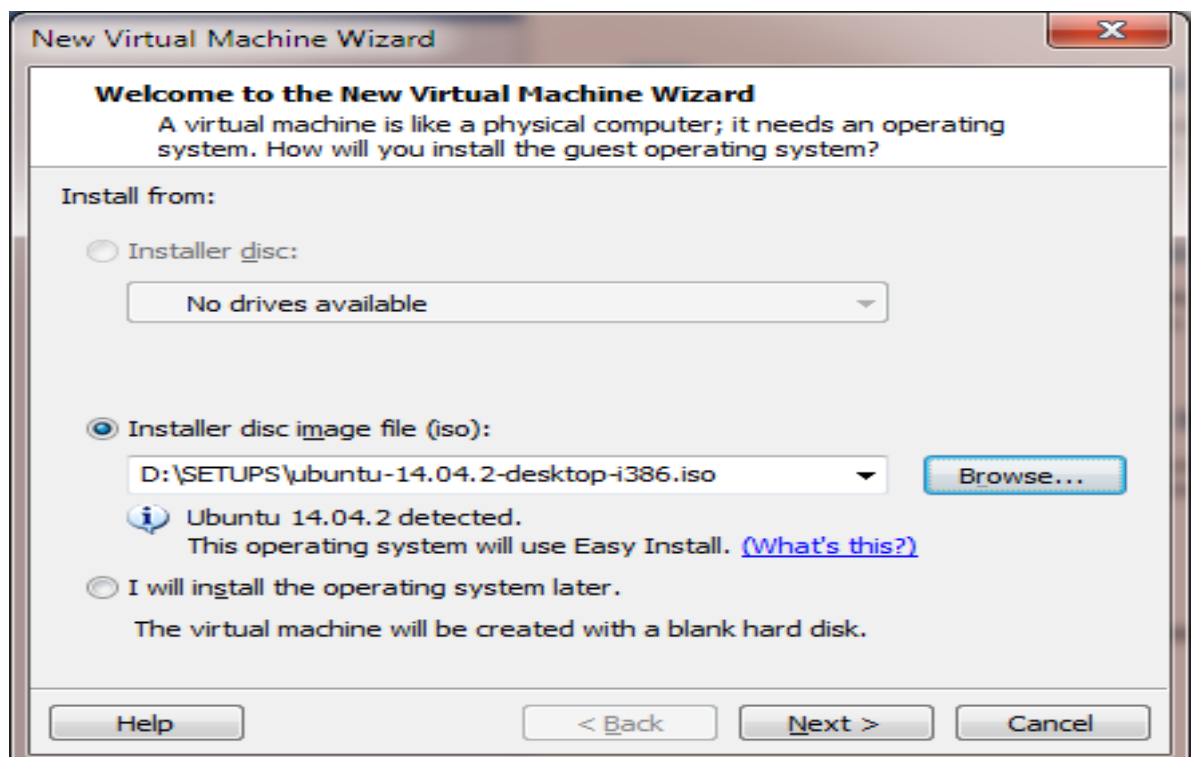 New Virtual Machine Wizard
Welcome to the New Virtual Machine Wizard
A virtual machine is like a physical computer; it needs an operating
system. How will you install the guest operating system?
Install from:
Installer disc:
No drives available
Installer disc image file (iso):
D:\SETUPS\ubuntu-14.04.2-desktop-i386.iso
Browse...
Ubuntu 14.04.2 detected.
This operating system will use Easy Install. (What's this?)
I will install the operating system later.
The virtual machine will be created with a blank hard disk.
Help
< Back
Next >
Cancel